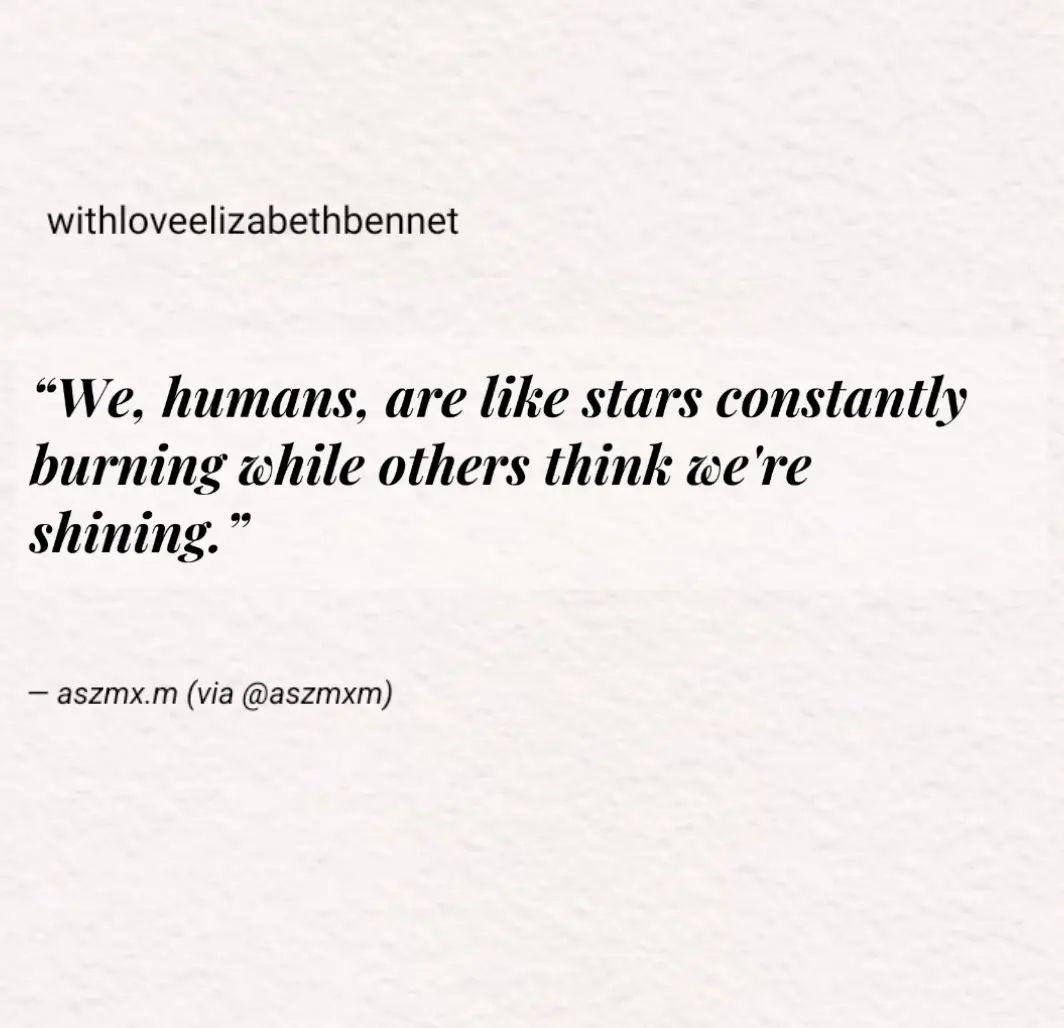 withloveelizabethbennet
“We, humans, are like stars constantly
burning while others think we're
shining.”
— aszmx.m (via @aszmxm)